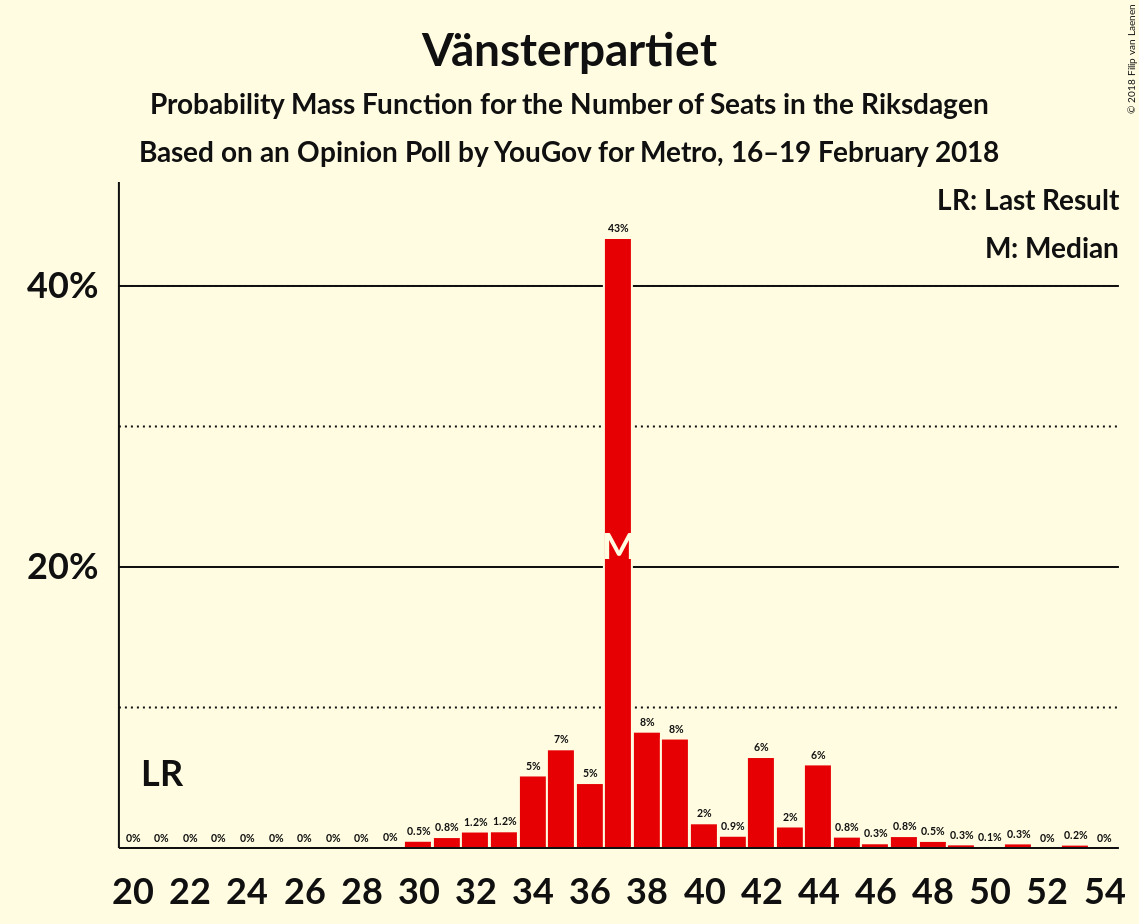 Vänsterpartiet
Probability Mass Function for the Number of Seats in the Riksdagen
Based on an Opinion Poll by YouGov for Metro, 16–19 February 2018
© 2018 Filip van Laenen
LR: Last Result
M: Median
40%
20%
LR
M
0% 0% 0% 0% 0% 0% 0% 0% 0% 0% 0.5% 0.8% 1.2% 1.2% 5% 7% 5% 43% 8% 8% 2% 0.9% 6% 2% 6% 0.8% 0.3% 0.8% 0.5% 0.3% 0.1% 0.3% 0% 0.2% 0%
20 22 24 26 28 30 32 34 36 38 40 42 44 46 48 50 52 54